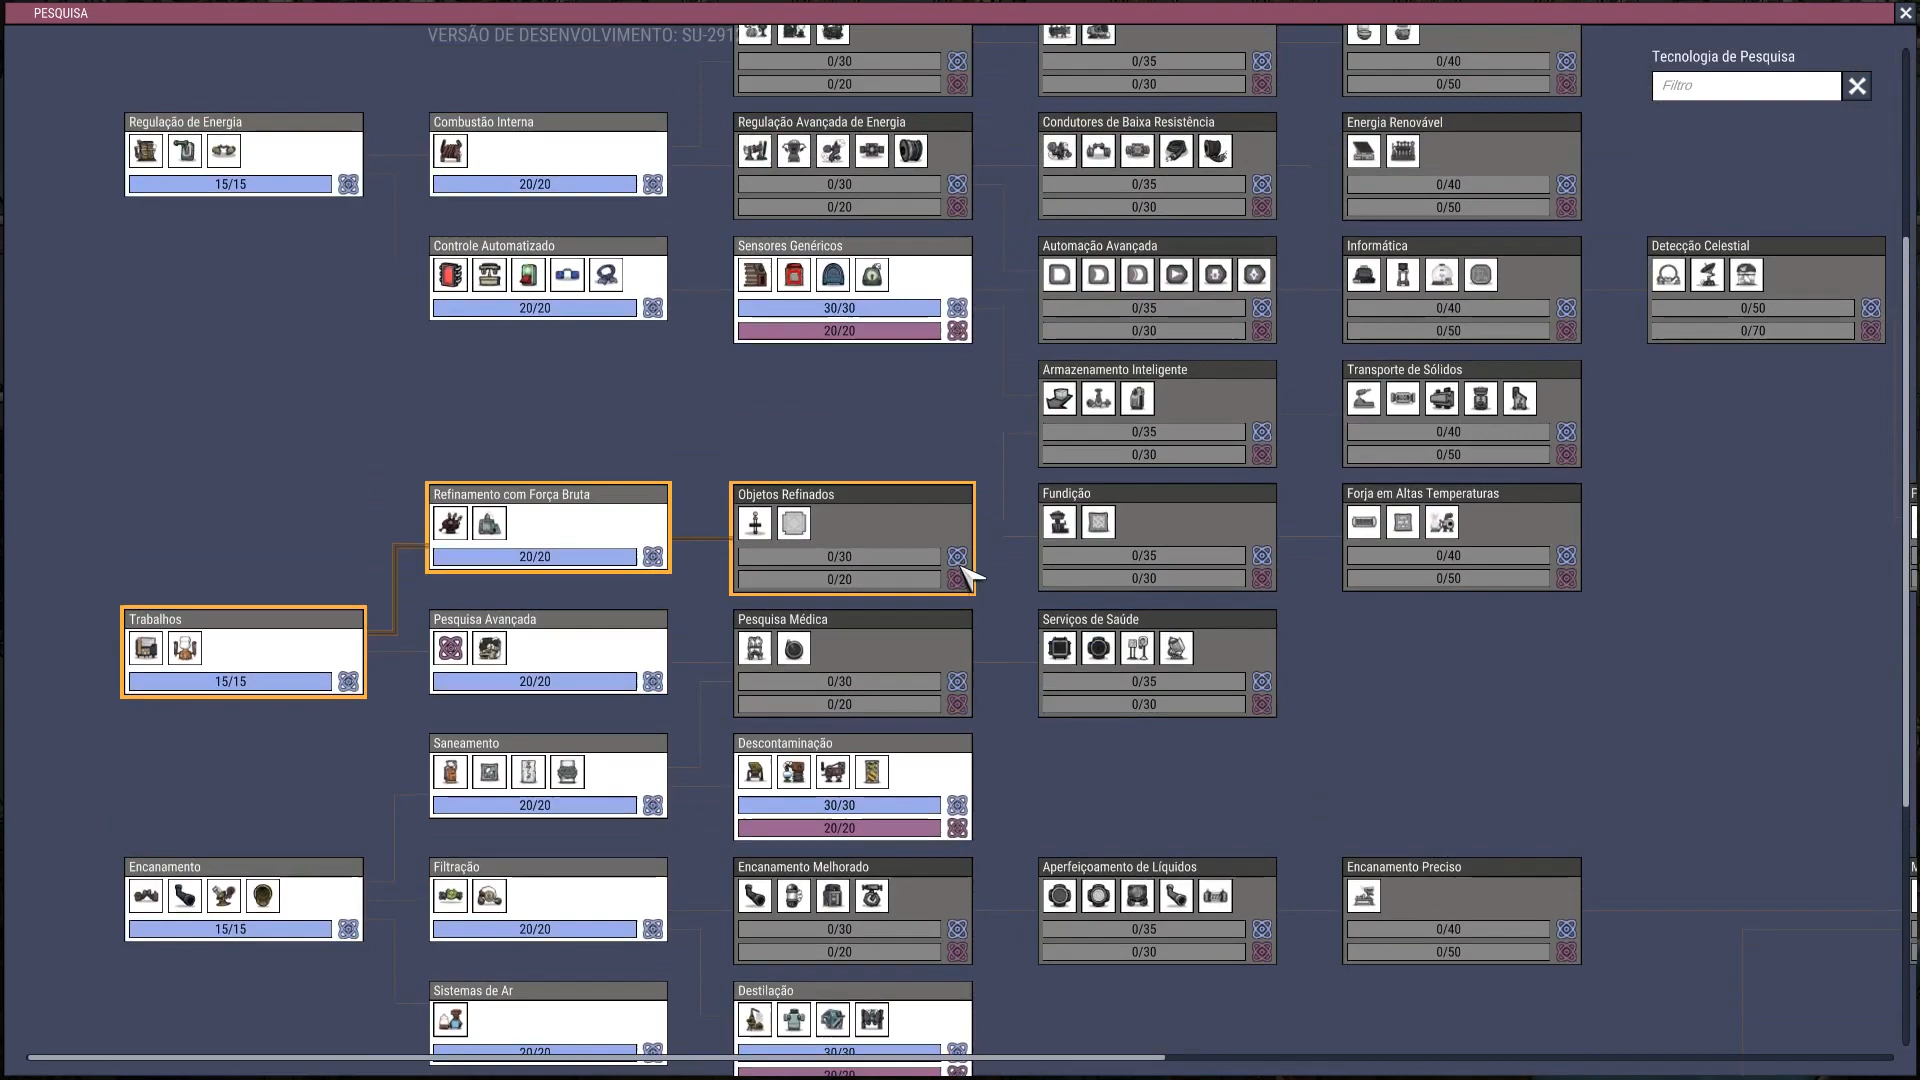 PESQUISA
VERSÃO DE DESENVOLVIMENTO: SU-291
Tecnologia de Pesquisa
Filtro
0/30
0/20
0/35
0/30
0/40
0/50
Regulação de Energia
15/15
Combustão Interna
20/20
Regulação Avançada de Energia
0/30
0/20
Condutores de Baixa Resistência
0/35
0/30
Energia Renovável
0/40
0/50
Controle Automatizado
20/20
Sensores Genéricos
30/30
20/20
Automação Avançada
0/35
0/30
Informática
0/40
0/50
Detecção Celestial
0/50
0/70
Armazenamento Inteligente
0/35
0/30
Transporte de Sólidos
0/40
0/50
Refinamento com Força Bruta
20/20
Objetos Refinados
0/30
0/20
Fundição
0/35
0/30
Forja em Altas Temperaturas
0/40
0/50
Trabalhos
15/15
Pesquisa Avançada
20/20
Pesquisa Médica
0/30
0/20
Serviços de Saúde
0/35
0/30
Saneamento
20/20
Descontaminação
30/30
20/20
Encanamento
15/15
Filtração
20/20
Encanamento Melhorado
0/30
0/20
Aperfeiçoamento de Líquidos
0/35
0/30
Encanamento Preciso
0/40
0/50
Sistemas de Ar
20/20
Destilação
30/30
20/20